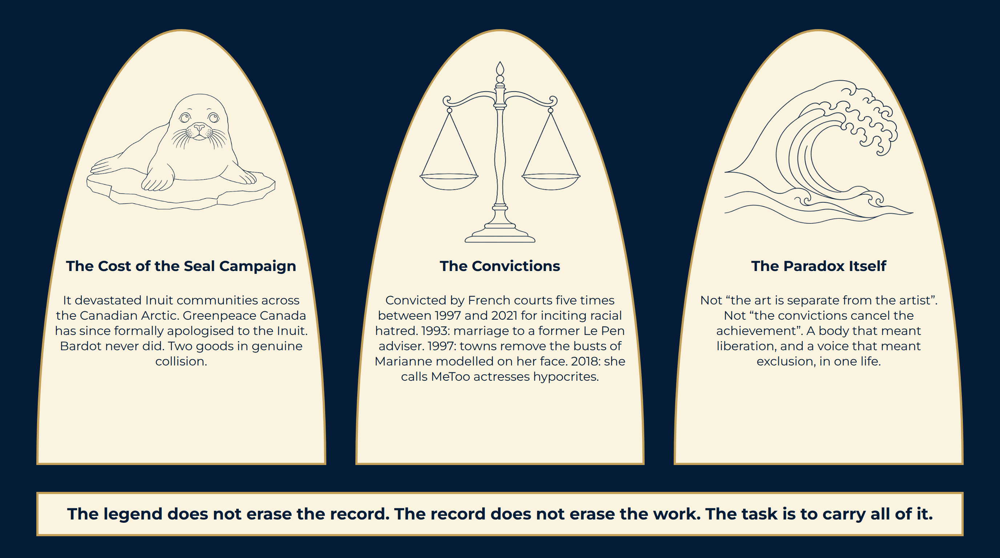 The Cost of the Seal Campaign
It devastated Inuit communities across
the Canadian Arctic. Greenpeace Canada
has since formally apologised to the Inuit.
Bardot never did. Two goods in genuine
collision.
The Convictions
Convicted by French courts five times
between 1997 and 2021 for inciting racial
hatred. 1993: marriage to a former Le Pen
adviser. 1997: towns remove the busts of
Marianne modelled on her face. 2018: she
calls MeToo actresses hypocrites.
The Paradox Itself
Not “the art is separate from the artist”.
Not “the convictions cancel the
achievement”. A body that meant
liberation, and a voice that meant
exclusion, in one life.
The legend does not erase the record. The record does not erase the work. The task is to carry all of it.